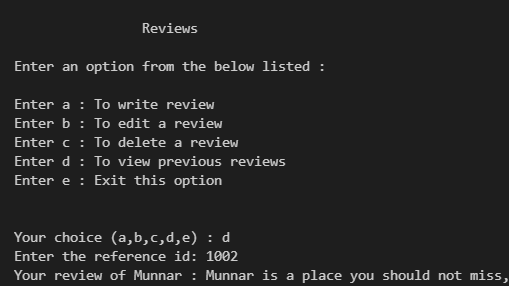 Reviews
Enter an option from the below listed :
Enter a : To write review
Enter b : To edit a review
Enter c : To delete a review
Enter d : To view previous reviews
Enter e : Exit this option
Your choice (a,b,c,d,e) : d
Enter the reference id: 1002
Your review of Munnar : Munnar is a place you should not miss,